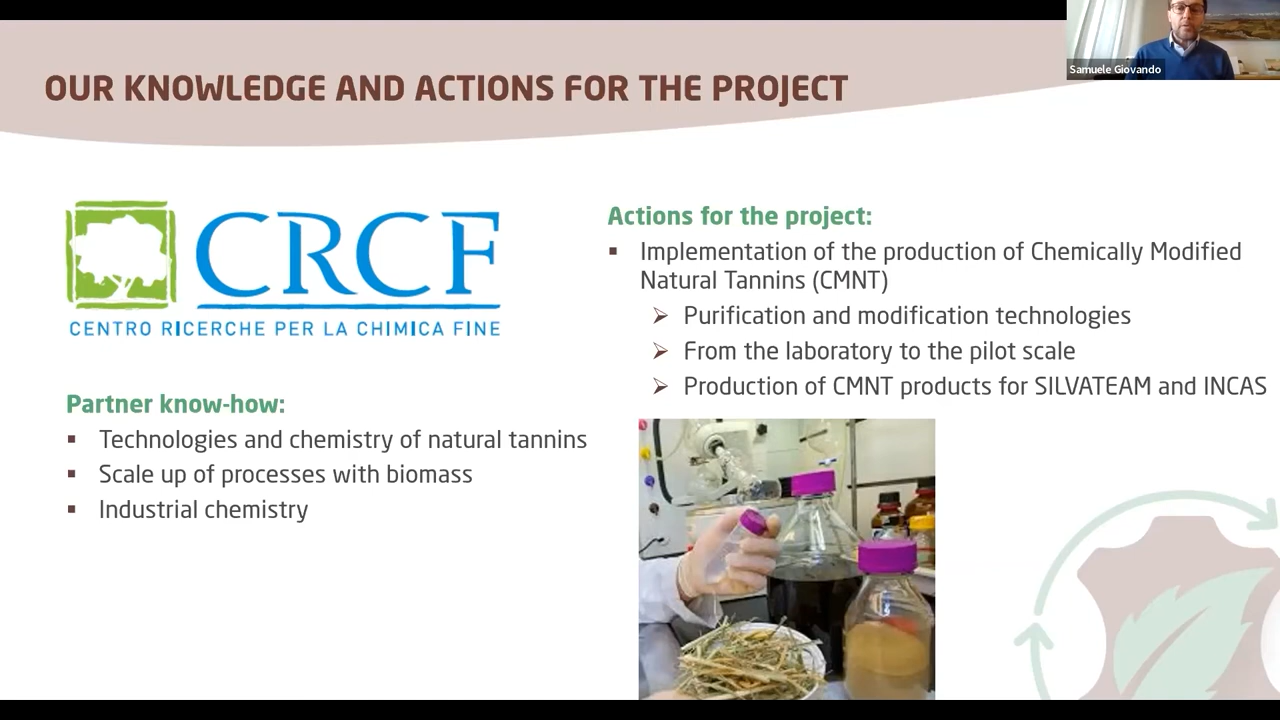 Samuele Giovando
OUR KNOWLEDGE AND ACTIONS FOR THE PROJECT
CRCF
CENTRO RICERCHE PER LA CHIMICA FINE
Partner know-how:
▪ Technologies and chemistry of natural tannins
▪ Scale up of processes with biomass
▪ Industrial chemistry
Actions for the project:
▪ Implementation of the production of Chemically Modified
Natural Tannins (CMNT)
➢ Purification and modification technologies
➢ From the laboratory to the pilot scale
➢ Production of CMNT products for SILVATEAM and INCAS